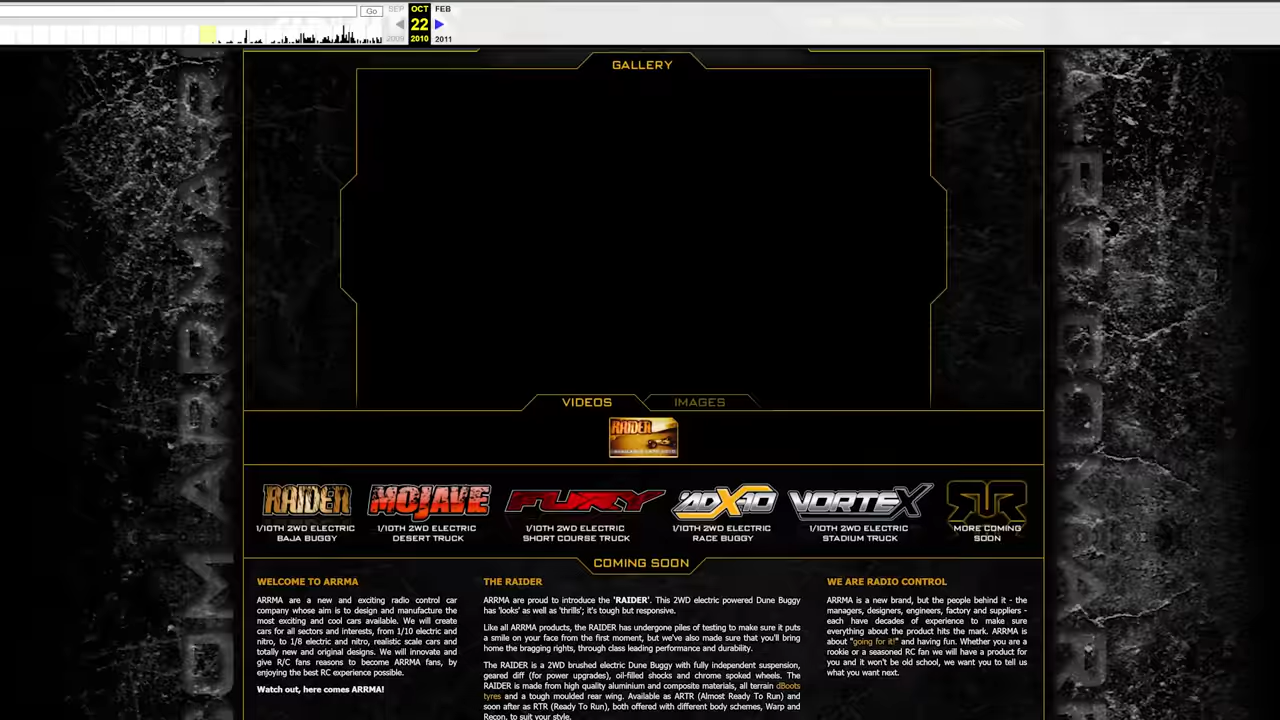 Go SEP OCT FEB
22
2009 2010 2011
GALLERY
VIDEOS IMAGES
RAIDER
RAIDER MOJAVE FURY ADX-10 VORTEX
1/10TH 2WD ELECTRIC
BAJA BUGGY
1/10TH 2WD ELECTRIC
DESERT TRUCK
1/10TH 2WD ELECTRIC
SHORT COURSE TRUCK
1/10TH 2WD ELECTRIC
RACE BUGGY
1/10TH 2WD ELECTRIC
STADIUM TRUCK
MORE COMING
SOON
COMING SOON
WELCOME TO ARRMA
ARRMA are a new and exciting radio control car
company whose aim is to design and manufacture the
most exciting and cool cars available. We will create
cars for all sectors and interests, from 1/10 electric and
nitro, to 1/8 electric and nitro, realistic scale cars and
totally new and original designs. We will innovate and
give R/C fans reasons to become ARRMA fans, by
enjoying the best RC experience possible.
Watch out, here comes ARRMA!
THE RAIDER
ARRMA are proud to introduce the 'RAIDER'. This 2WD electric powered Dune Buggy
has 'looks' as well as 'thrills'; it's tough but responsive.
Like all ARRMA products, the RAIDER has undergone piles of testing to make sure it puts
a smile on your face from the first moment, but we've also made sure that you'll bring
home the bragging rights, through class leading performance and durability.
The RAIDER is a 2WD brushed electric Dune Buggy with fully independent suspension,
geared diff (for power upgrades), oil-filled shocks and chrome spoked wheels. The
RAIDER is made from high quality aluminium and composite materials, all terrain dBoots
tyres and a tough moulded rear wing. Available as ARTR (Almost Ready To Run) and
soon after as RTR (Ready To Run), both offered with different body schemes, Warp and
Recon, to suit your style.
WE ARE RADIO CONTROL
ARRMA is a new brand, but the people behind it - the
managers, designers, engineers, factory and suppliers -
each have decades of experience to make sure
everything about the product hits the mark. ARRMA is
about "going for it!" and having fun. Whether you are a
rookie or a seasoned RC fan we will have a product for
you and it won't be old school, we want you to tell us
what you want next.